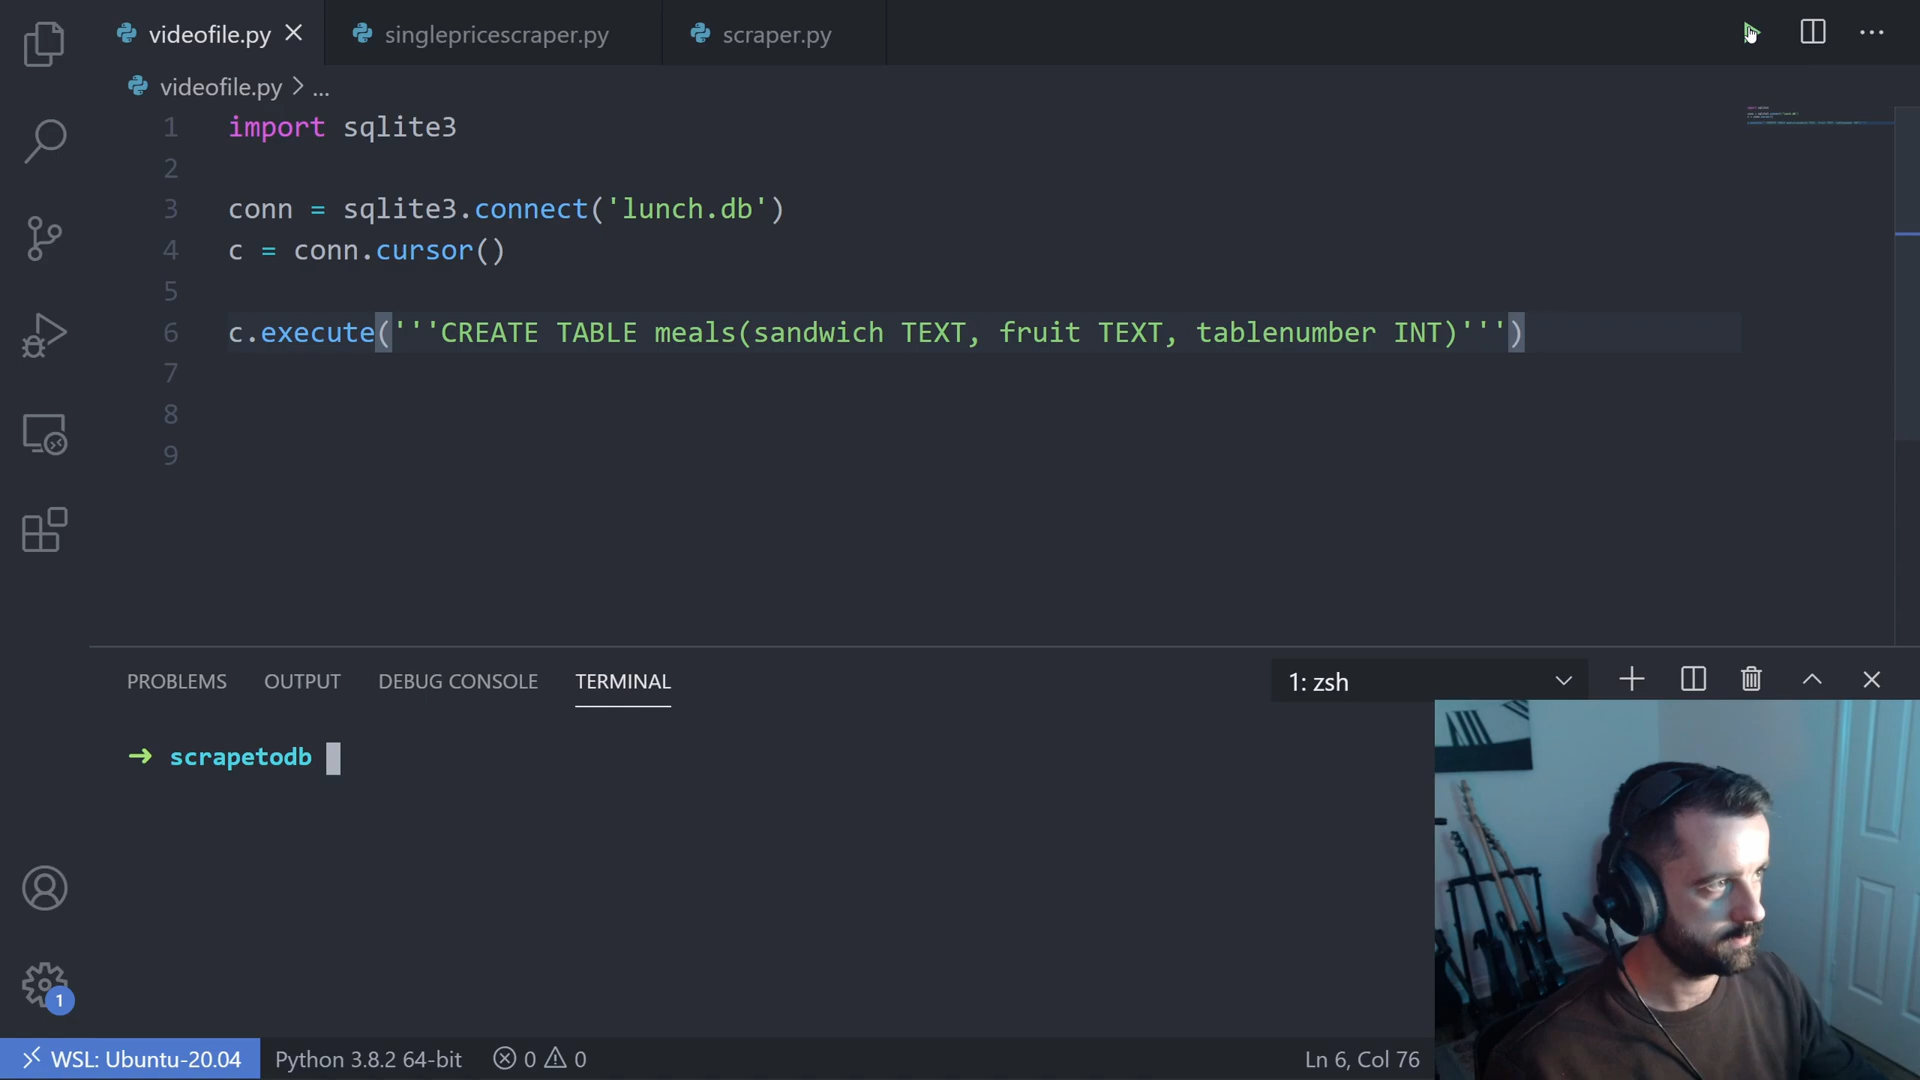 videofile.py
singlepricescraper.py
scraper.py
videofile.py > ...
1 import sqlite3
2
3 conn = sqlite3.connect('lunch.db')
4 c = conn.cursor()
5
6 c.execute('''CREATE TABLE meals(sandwich TEXT, fruit TEXT, tablenumber INT)''')
7
8
9
PROBLEMS OUTPUT DEBUG CONSOLE TERMINAL
1: zsh
→ scrapetodb
1
WSL: Ubuntu-20.04 Python 3.8.2 64-bit 0 0 Ln 6, Col 76